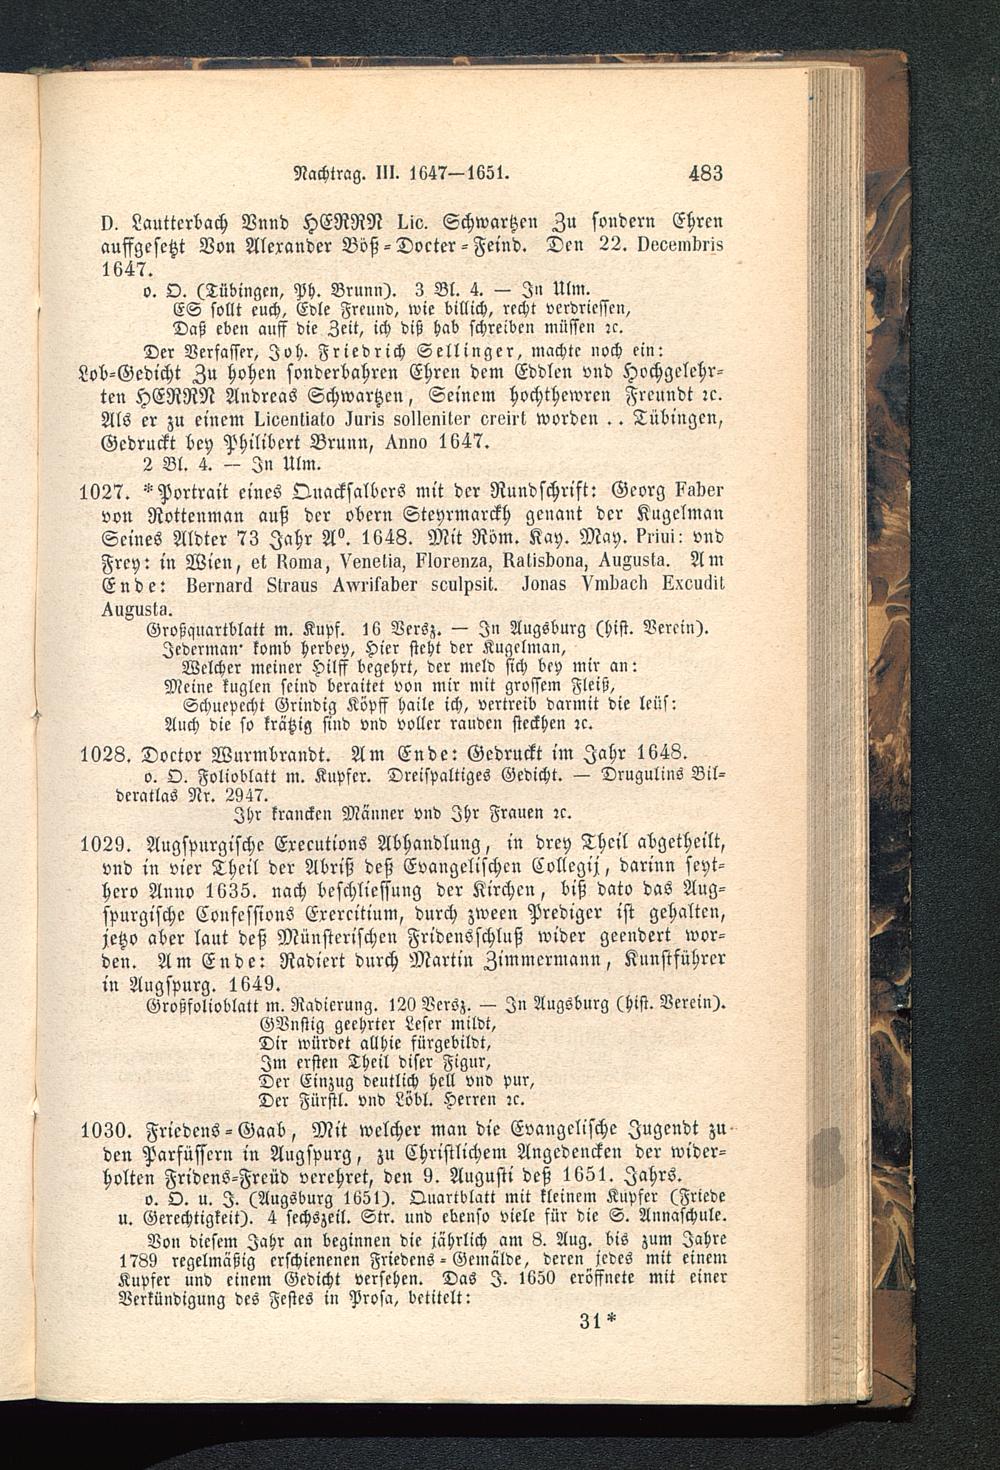 Nachtrag. III. 1647—1651. 483
D. Lautterbach Vnnd HERRN Lic. Schwartzen Zu sondern Ehren
auffgesetzt Von Alexander Böß-Docter-Feind. Den 22. Decembris
1647.
o. O. (Tübingen, Ph. Brunn). 3 Bl. 4. — In Ulm.
ES sollt euch, Edle Freund, wie billich, recht verdriessen,
Daß eben auff die Zeit, ich diß hab schreiben müssen ꝛc.
Der Verfasser, Joh. Friedrich Sellinger, machte noch ein:
Lob-Gedicht Zu hohen sonderbahren Ehren dem Eddlen vnd Hochgelehr-
ten HERRN Andreas Schwartzen, Seinem hochthewren Freundt ꝛc.
Als er zu einem Licentiato Juris solleniter creirt worden .. Tübingen,
Gedruckt bey Philibert Brunn, Anno 1647.
2 Bl. 4. — In Ulm.
1027. *Portrait eines Quacksalbers mit der Rundschrift: Georg Faber
von Rottenman auß der obern Steyrmarckh genant der Kugelman
Seines Aldter 73 Jahr Aº. 1648. Mit Röm. Kay. May. Priui: vnd
Frey: in Wien, et Roma, Venetia, Florenza, Ratisbona, Augusta. Am
Ende: Bernard Straus Awrifaber sculpsit. Jonas Vmbach Excudit
Augusta.
Großquartblatt m. Kupf. 16 Versz. — In Augsburg (hist. Verein).
Jederman komb herbey, Hier steht der Kugelman,
Welcher meiner Hilff begehrt, der meld sich bey mir an:
Meine kuglen seind beraitet von mir mit grossem Fleiß,
Schuepecht Grindig Köpff haile ich, vertreib darmit die leüs:
Auch die so krätzig sind vnd voller rauden steckhen ꝛc.
1028. Doctor Wurmbrandt. Am Ende: Gedruckt im Jahr 1648.
o. O. Folioblatt m. Kupfer. Dreispaltiges Gedicht. — Drugulins Bil-
deratlas Nr. 2947.
Ihr krancken Männer vnd Ihr Frauen ꝛc.
1029. Augspurgische Executions Abhandlung, in drey Theil abgetheilt,
vnd in vier Theil der Abriß deß Evangelischen Collegij, darinn seyt-
hero Anno 1635. nach beschliessung der Kirchen, biß dato das Aug-
spurgische Confessions Exercitium, durch zween Prediger ist gehalten,
jetzo aber laut deß Münsterischen Fridensschluß wider geendert wor-
den. Am Ende: Radiert durch Martin Zimmermann, Kunstführer
in Augspurg. 1649.
Großfolioblatt m. Radierung. 120 Versz. — In Augsburg (hist. Verein).
GVnstig geehrter Leser mildt,
Dir würdet allhie fürgebildt,
Im ersten Theil diser Figur,
Der Einzug deutlich hell vnd pur,
Der Fürstl. vnd Löbl. Herren ꝛc.
1030. Friedens-Gaab, Mit welcher man die Evangelische Jugendt zu
den Parfüssern in Augspurg, zu Christlichem Angedencken der wider-
holten Fridens-Freüd verehret, den 9. Augusti deß 1651. Jahrs.
o. O. u. J. (Augsburg 1651). Quartblatt mit kleinem Kupfer (Friede
u. Gerechtigkeit). 4 sechszeil. Str. und ebenso viele für die S. Annaschule.
Von diesem Jahr an beginnen die jährlich am 8. Aug. bis zum Jahre
1789 regelmäßig erschienenen Friedens-Gemälde, deren jedes mit einem
Kupfer und einem Gedicht versehen. Das J. 1650 eröffnete mit einer
Verkündigung des Festes in Prosa, betitelt:
31*